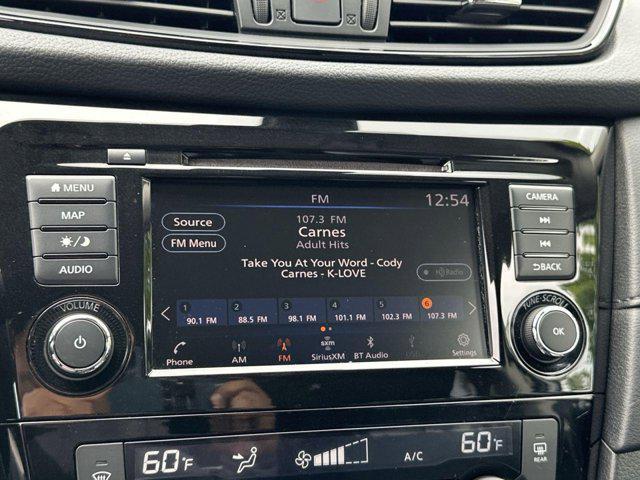 FM
12:54
MENU
MAP
AUDIO
VOLUME
Source
FM Menu
107.3 FM
Carnes
Adult Hits
Take You At Your Word - Cody
Carnes - K-LOVE
HD Radio
1 2 3 4 5 6
90.1 FM 88.5 FM 98.1 FM 101.1 FM 102.3 FM 107.3 FM
Phone
AM
FM
sxm
SiriusXM
BT Audio
Settings
CAMERA
BACK
TUNE·SCROLL
OK
60°F
A/C
60°F
REAR